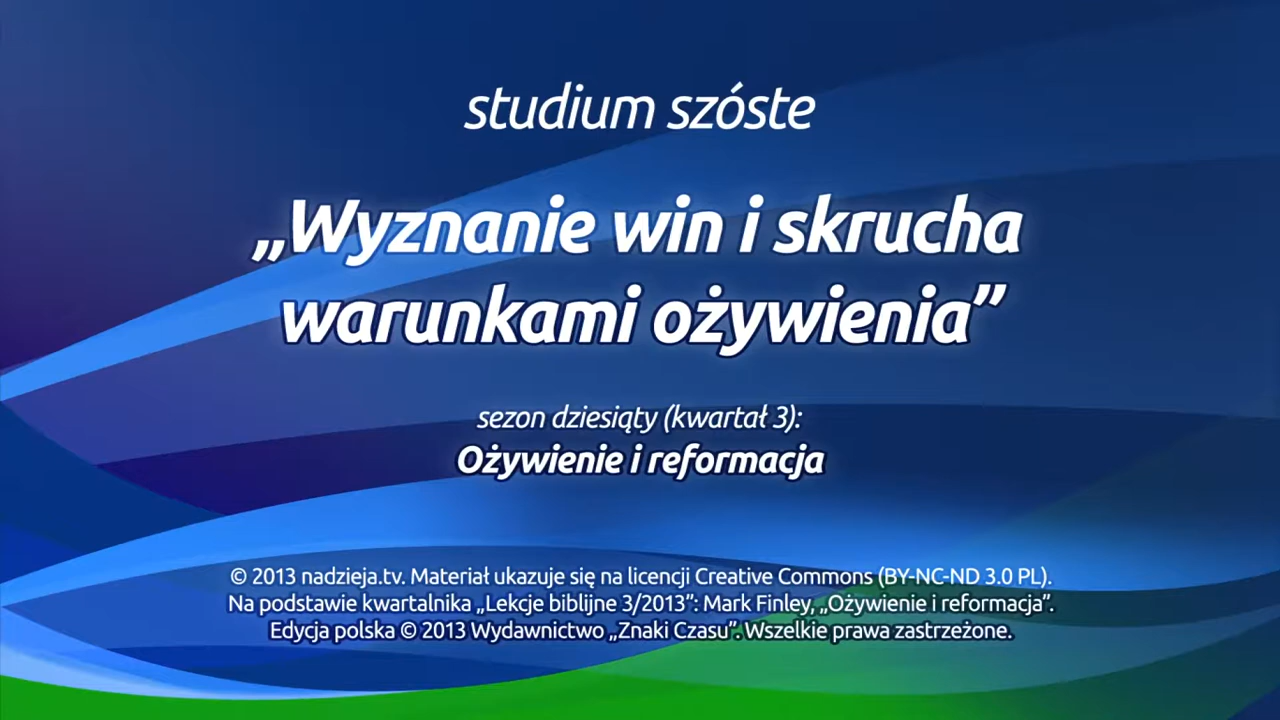 studium szóste
„Wyznanie win i skrucha
warunkami ożywienia”
sezon dziesiąty (kwartał 3):
Ożywienie i reformacja
© 2013 nadzieja.tv. Materiał ukazuje się na licencji Creative Commons (BY-NC-ND 3.0 PL).
Na podstawie kwartalnika „Lekcje biblijne 3/2013”: Mark Finley, „Ożywienie i reformacja”.
Edycja polska © 2013 Wydawnictwo „Znaki Czasu”. Wszelkie prawa zastrzeżone.